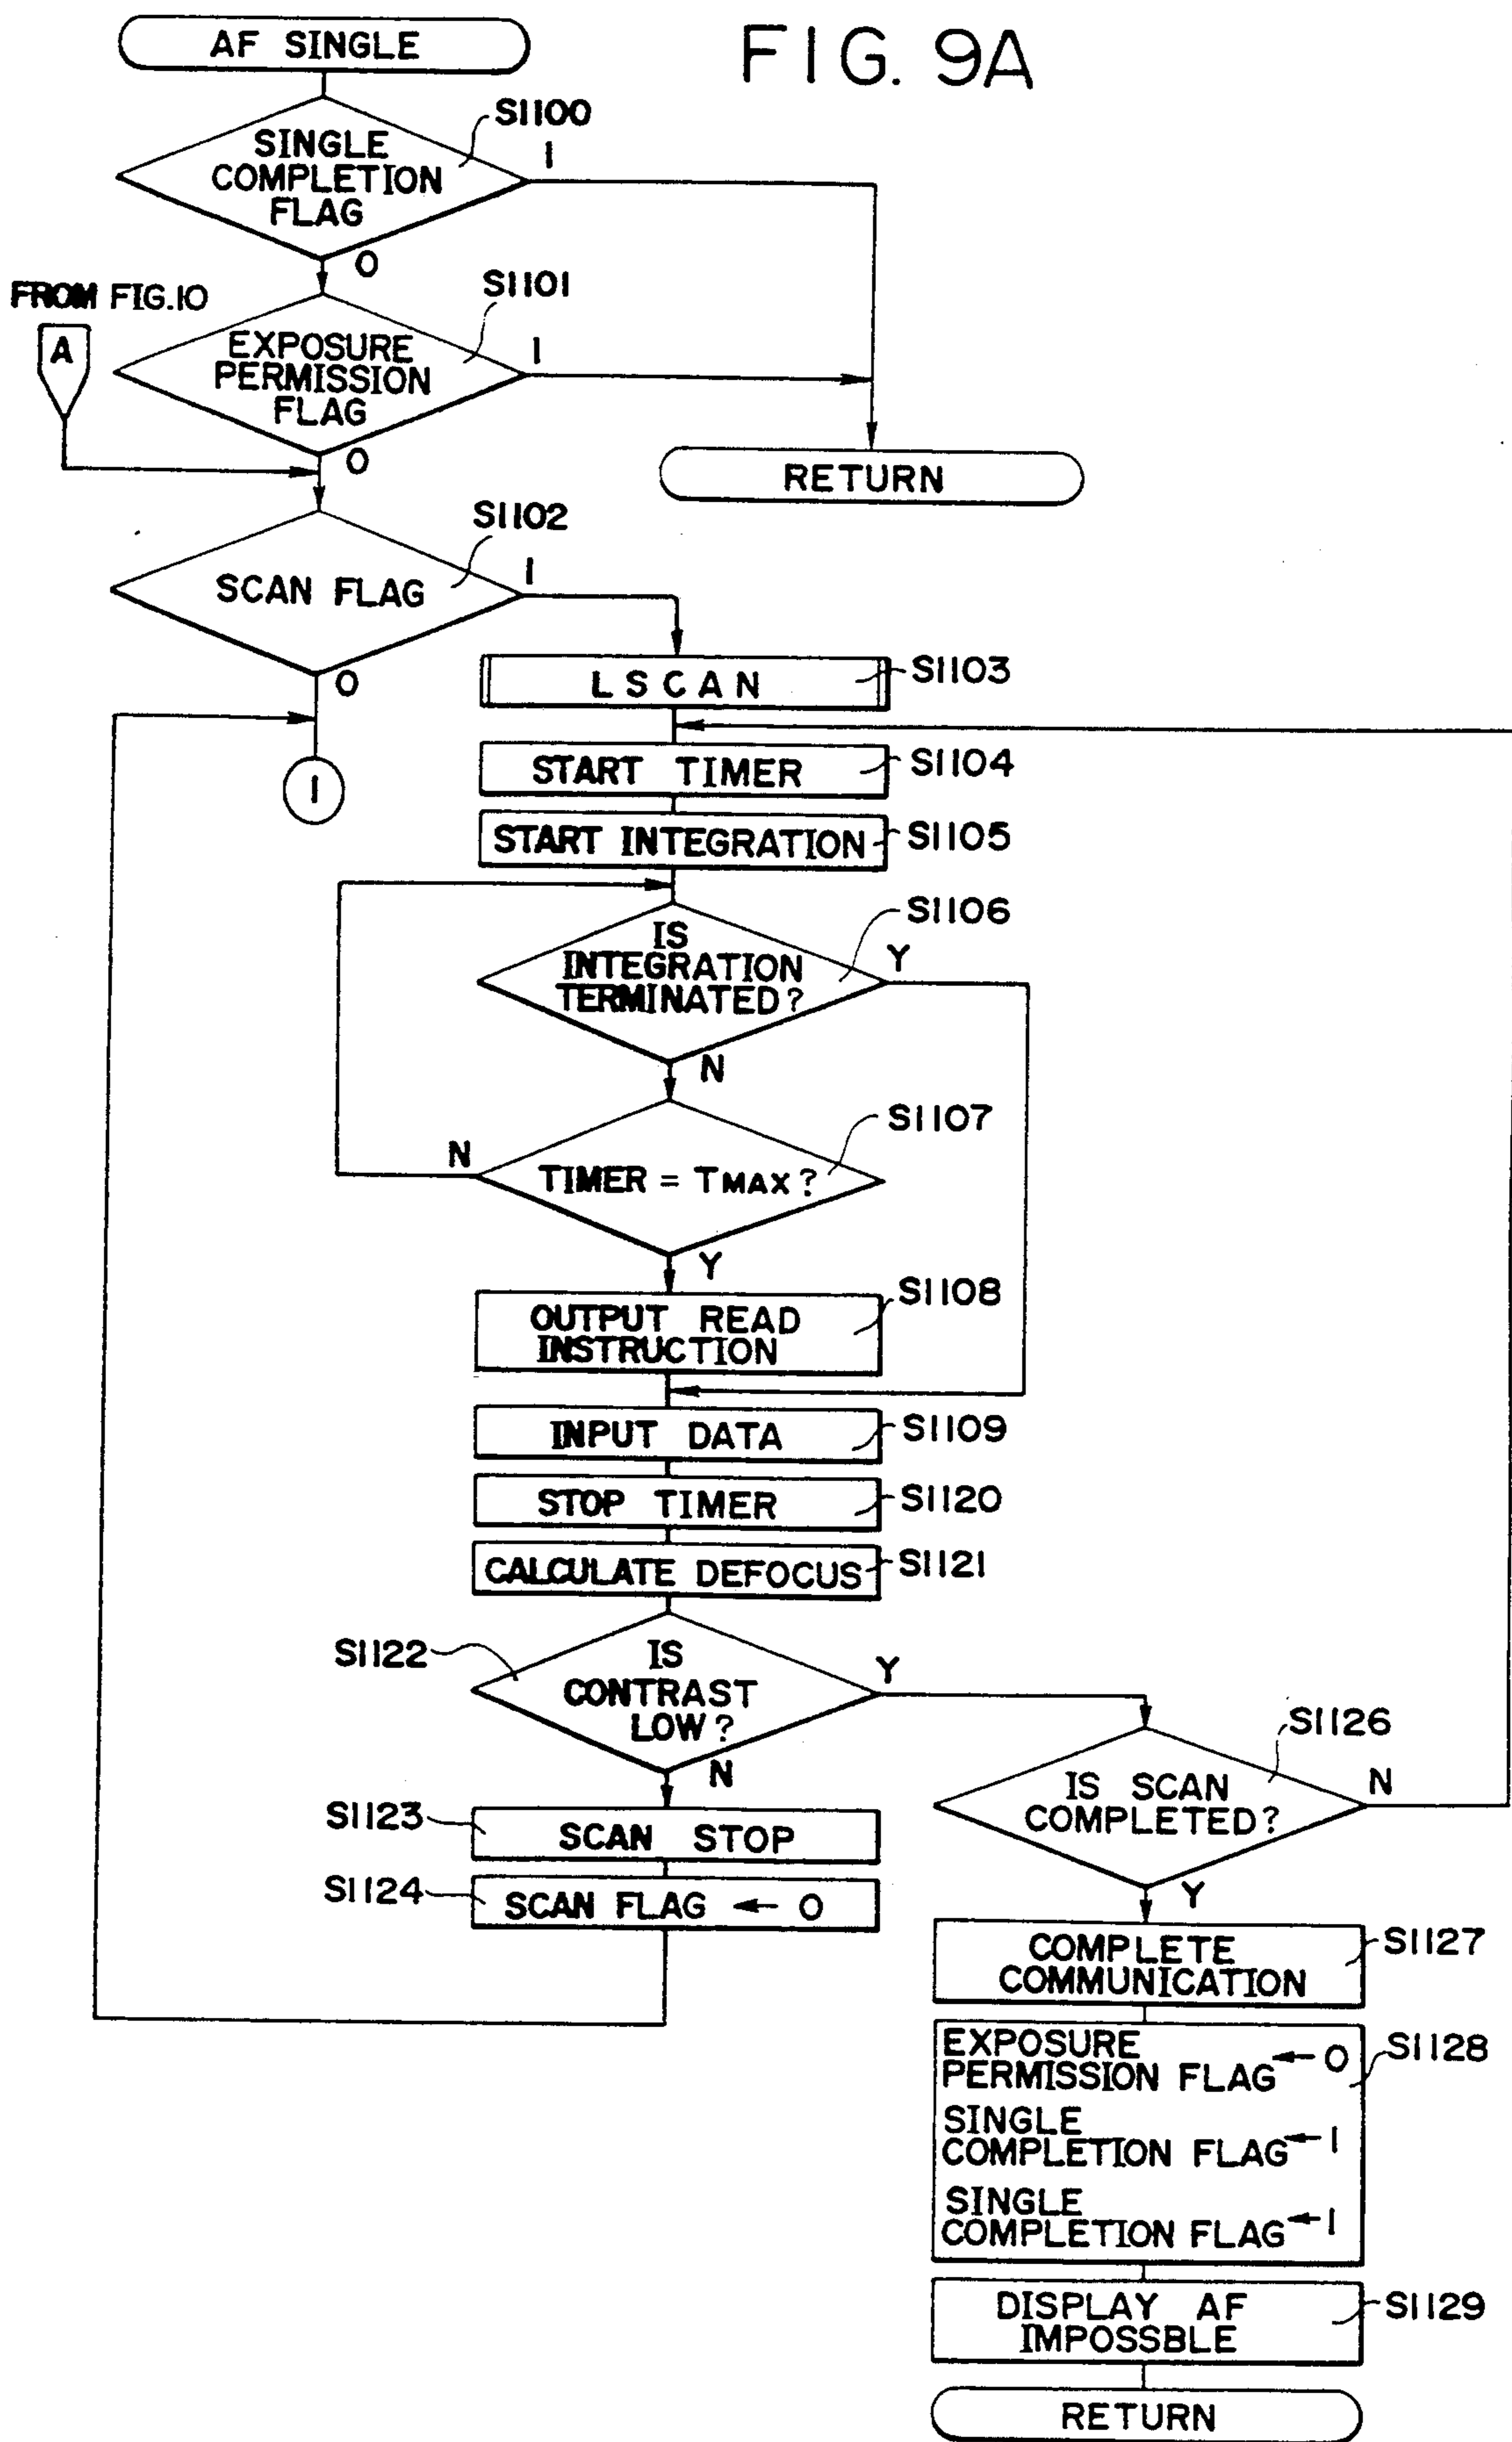 FIG. 9A
AF SINGLE
S1100
SINGLE
COMPLETION
FLAG
1
0
FROM FIG.10
A
S1101
EXPOSURE
PERMISSION
FLAG
1
0
RETURN
S1102
SCAN FLAG
1
0
1
LSCAN
S1103
START TIMER
S1104
START INTEGRATION
S1105
S1106
IS
INTEGRATION
TERMINATED?
Y
N
S1107
N
TIMER = TMAX?
Y
OUTPUT READ
INSTRUCTION
S1108
INPUT DATA
S1109
STOP TIMER
S1120
CALCULATE DEFOCUS
S1121
S1122
IS
CONTRAST
LOW?
Y
N
S1123
SCAN STOP
S1124
SCAN FLAG ← 0
S1126
IS SCAN
COMPLETED?
N
Y
COMPLETE
COMMUNICATION
S1127
EXPOSURE
PERMISSION FLAG ← 0
S1128
SINGLE
COMPLETION FLAG ← 1
SINGLE
COMPLETION FLAG ← 1
DISPLAY AF
IMPOSSBLE
S1129
RETURN